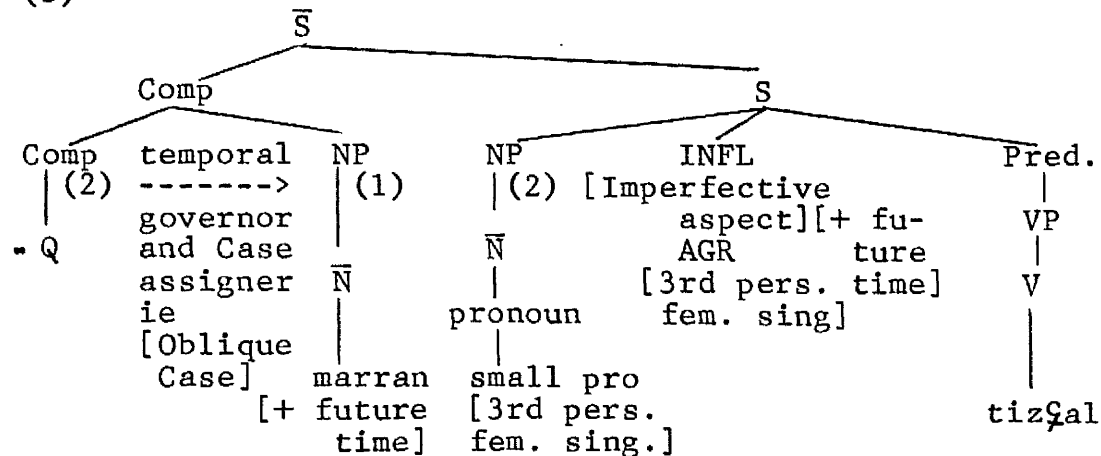 S̅
Comp S
Comp temporal NP NP INFL Pred.
(2) -------> (1) (2) [Imperfective
governor aspect][+ fu- VP
- Q and Case N̅ AGR ture
assigner N̅ [3rd pers. time] V
ie pronoun fem. sing]
[Oblique
Case] marran small pro
[+ future [3rd pers. tizʕal
time] fem. sing.]